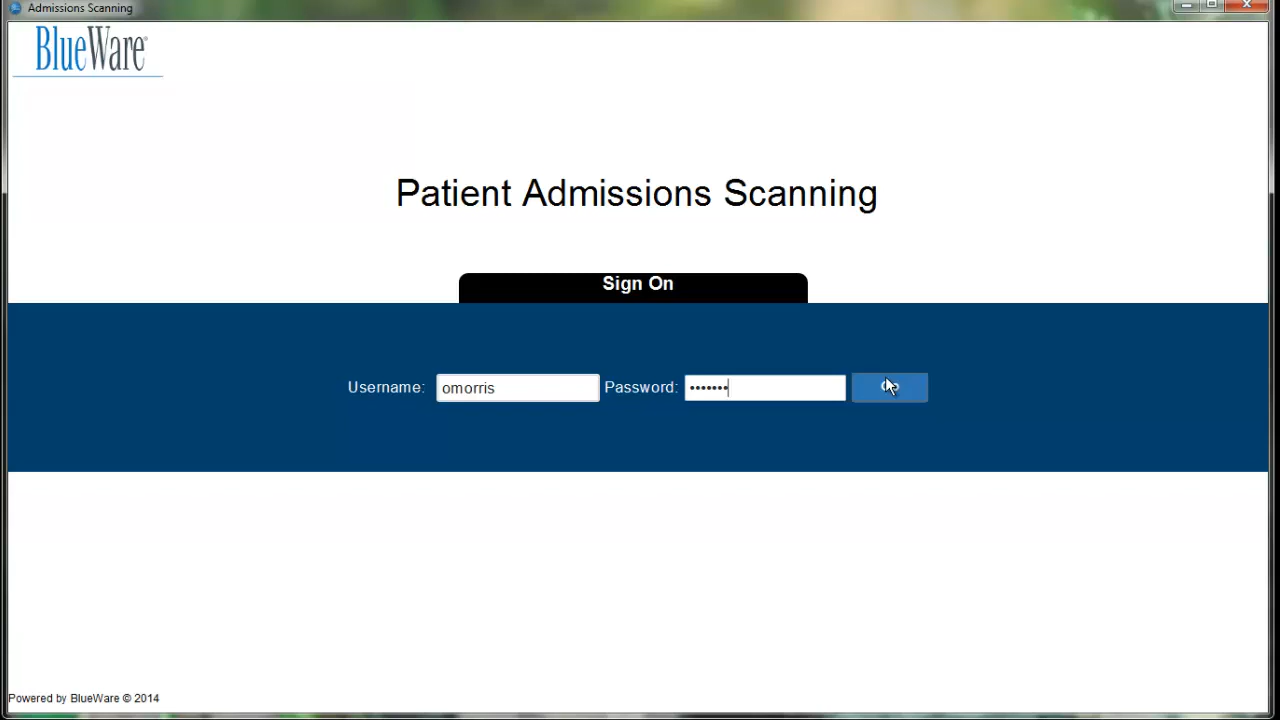 Admissions Scanning
BlueWare®
Patient Admissions Scanning
Sign On
Username: omorris Password: •••••••
Powered by BlueWare © 2014